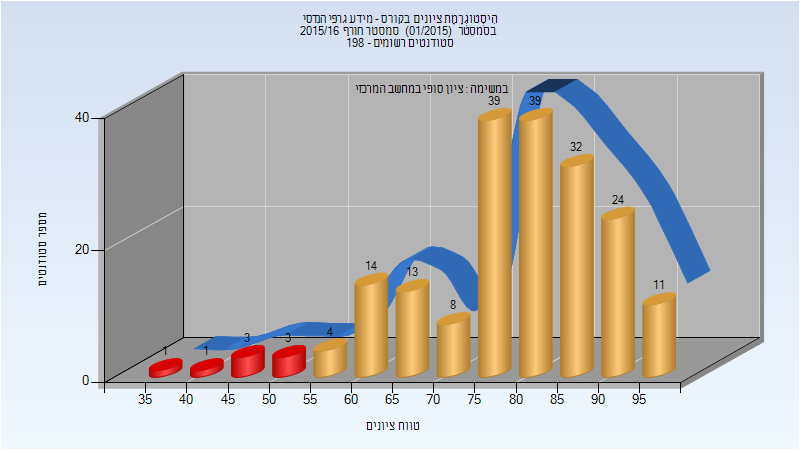 היסטוגרמת ציונים בקורס - מידע גרפי הנדסי
בסמסטר (01/2015) סמסטר חורף 2015/16
סטודנטים רשומים - 198
במשימה : ציון סופי במחשב המרכזי
מספר סטודנטים
40
20
0
1
1
3
3
4
14
13
8
39
39
32
24
11
35 40 45 50 55 60 65 70 75 80 85 90 95
טווח ציונים